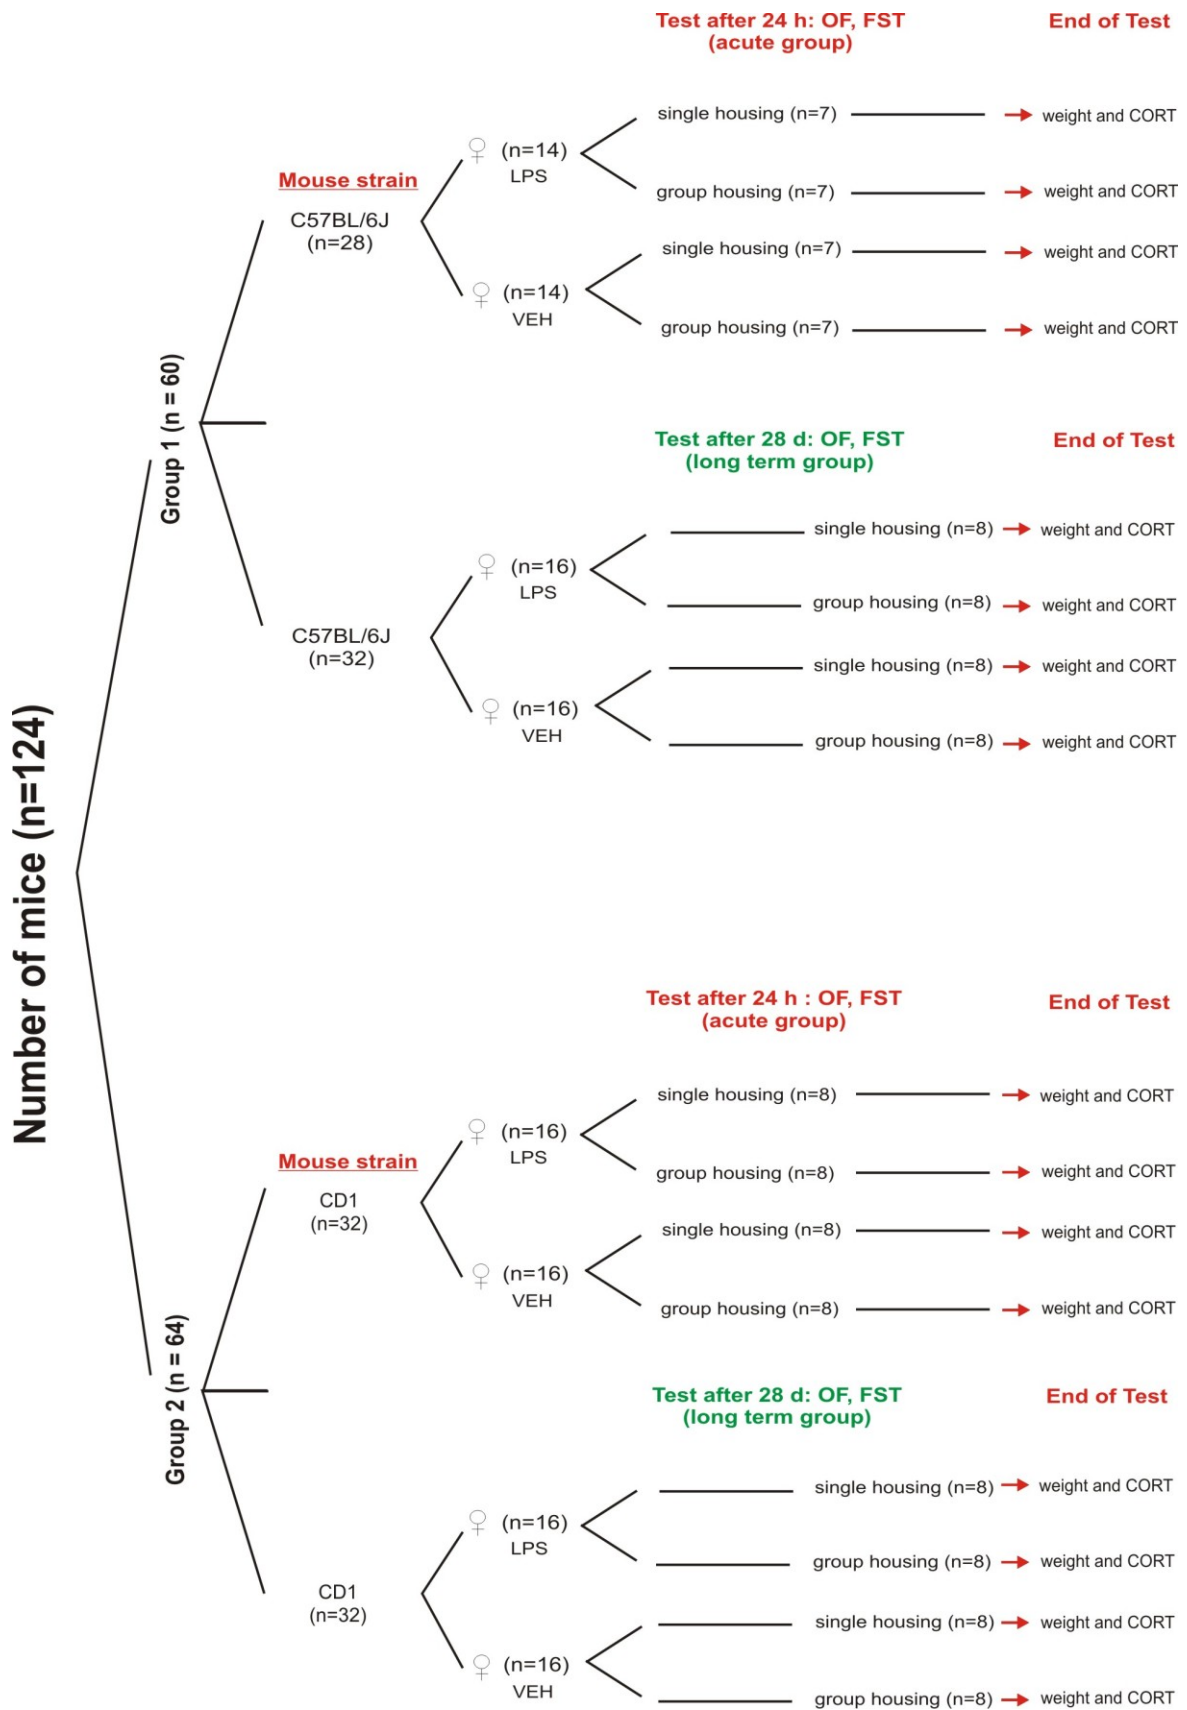 Number of mice (n=124)
Group 1 (n = 60)
Test after 24 h: OF, FST
(acute group)
End of Test
Mouse strain
C57BL/6J
(n=28)
♀ (n=14)
LPS
single housing (n=7)
weight and CORT
group housing (n=7)
weight and CORT
♀ (n=14)
VEH
single housing (n=7)
weight and CORT
group housing (n=7)
weight and CORT
Test after 28 d: OF, FST
(long term group)
End of Test
C57BL/6J
(n=32)
♀ (n=16)
LPS
single housing (n=8)
weight and CORT
group housing (n=8)
weight and CORT
♀ (n=16)
VEH
single housing (n=8)
weight and CORT
group housing (n=8)
weight and CORT
Group 2 (n = 64)
Test after 24 h : OF, FST
(acute group)
End of Test
Mouse strain
CD1
(n=32)
♀ (n=16)
LPS
single housing (n=8)
weight and CORT
group housing (n=8)
weight and CORT
♀ (n=16)
VEH
single housing (n=8)
weight and CORT
group housing (n=8)
weight and CORT
Test after 28 d: OF, FST
(long term group)
End of Test
CD1
(n=32)
♀ (n=16)
LPS
single housing (n=8)
weight and CORT
group housing (n=8)
weight and CORT
♀ (n=16)
VEH
single housing (n=8)
weight and CORT
group housing (n=8)
weight and CORT